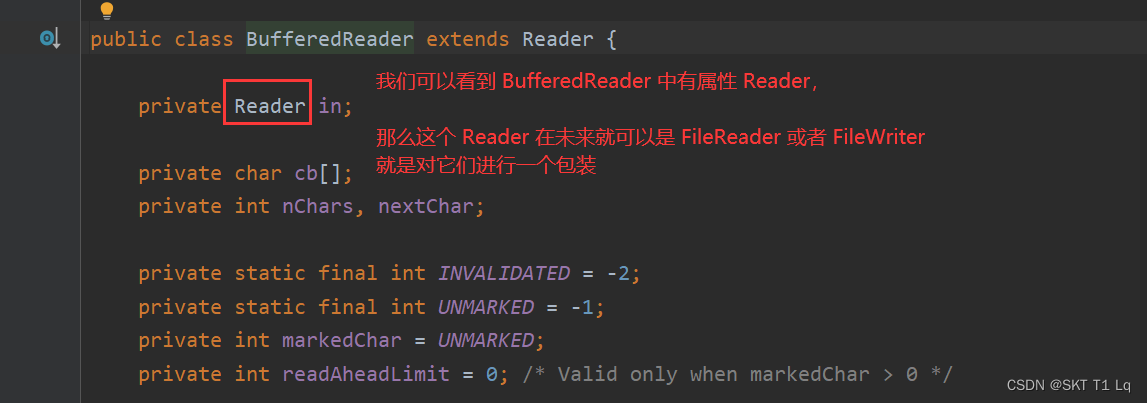 public class BufferedReader extends Reader {
我们可以看到 BufferedReader 中有属性 Reader,
private Reader in;
那么这个 Reader 在未来就可以是 FileReader 或者 FileWriter
就是对它们进行一个包装
private char cb[];
private int nChars, nextChar;
private static final int INVALIDATED = -2;
private static final int UNMARKED = -1;
private int markedChar = UNMARKED;
private int readAheadLimit = 0; /* Valid only when markedChar > 0 */
CSDN @SKT T1 Lq